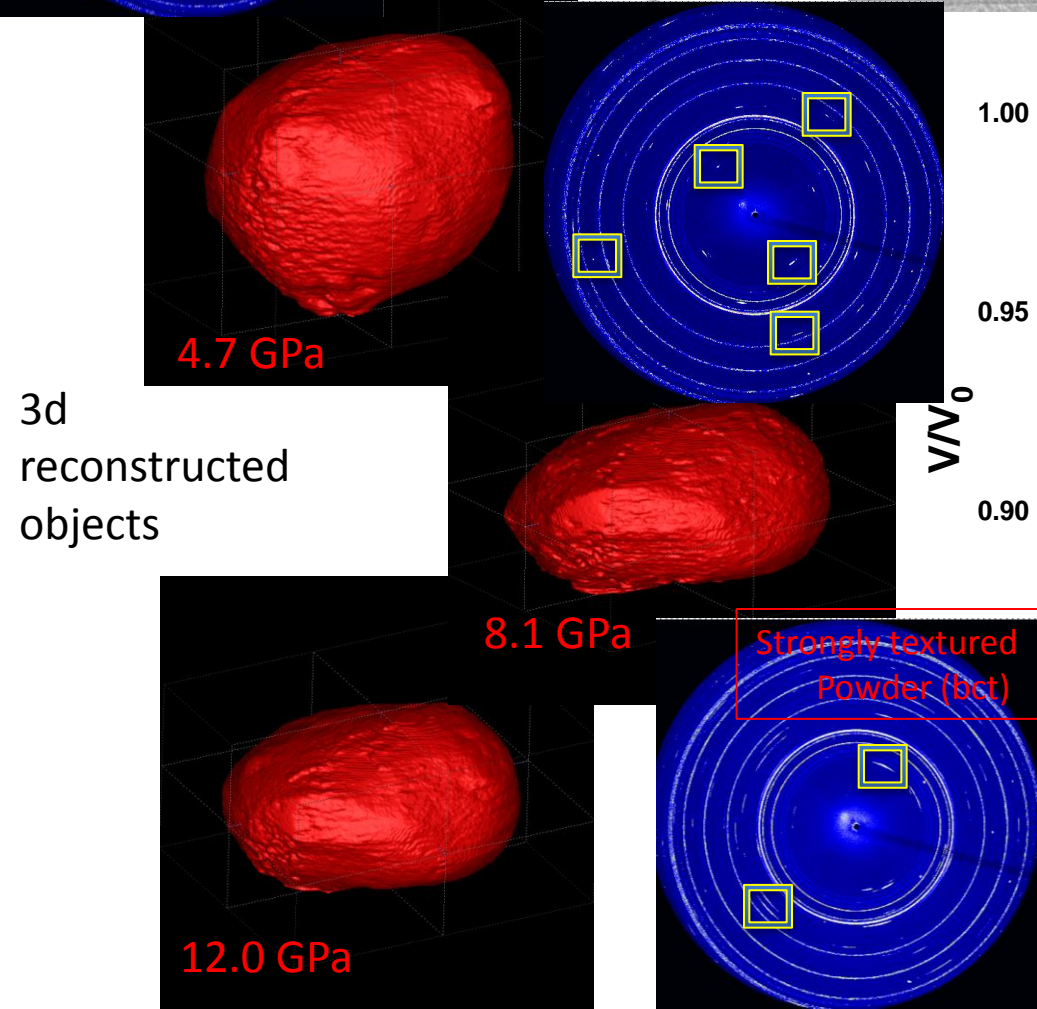 1.00
4.7 GPa
0.95
3d
reconstructed
objects
V/V0
0.90
8.1 GPa
Strongly textured
Powder (bct)
12.0 GPa